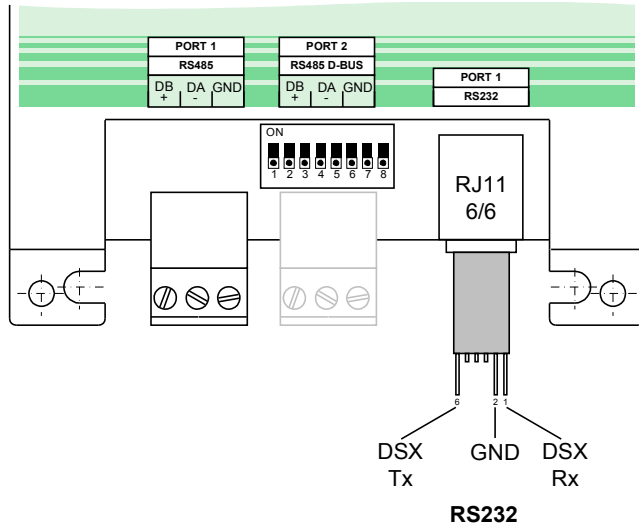 PORT 1
RS485
DB DA GND
+ -
PORT 2
RS485 D-BUS
DB DA GND
+ -
PORT 1
RS232
ON
1 2 3 4 5 6 7 8
RJ11
6/6
6 2 1
DSX
Tx
GND
DSX
Rx
RS232